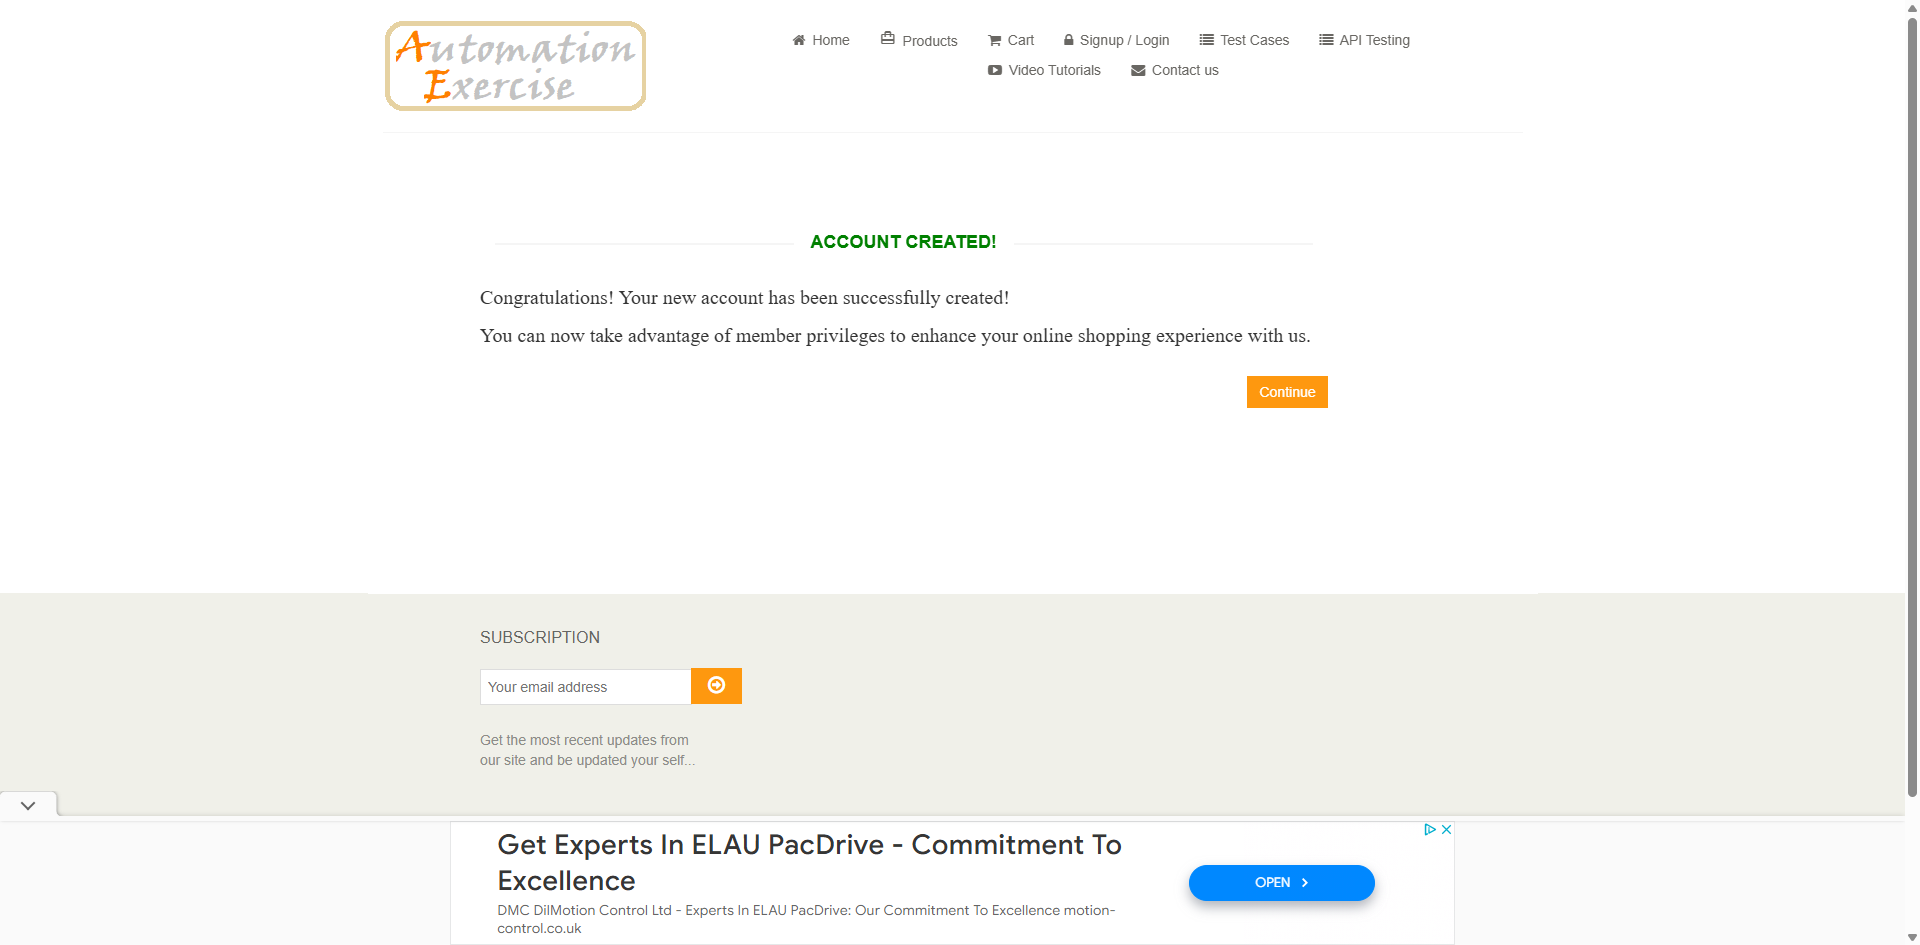 Automation
Exercise
Home
Products
Cart
Signup / Login
Test Cases
API Testing
Video Tutorials
Contact us
ACCOUNT CREATED!
Congratulations! Your new account has been successfully created!
You can now take advantage of member privileges to enhance your online shopping experience with us.
Continue
SUBSCRIPTION
Your email address
Get the most recent updates from
our site and be updated your self...
Get Experts In ELAU PacDrive - Commitment To
Excellence
DMC DilMotion Control Ltd - Experts In ELAU PacDrive: Our Commitment To Excellence motion-
control.co.uk
OPEN